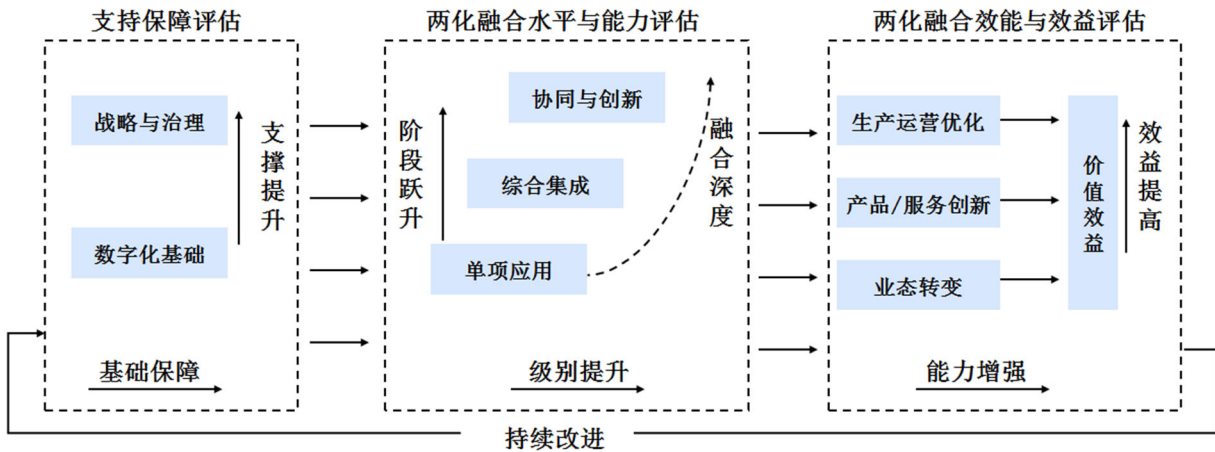 支持保障评估
两化融合水平与能力评估
两化融合效能与效益评估
战略与治理
数字化基础
支撑提升
基础保障
阶段跃升
协同与创新
综合集成
单项应用
融合深度
级别提升
生产运营优化
产品/服务创新
业态转变
价值效益
效益提高
能力增强
持续改进